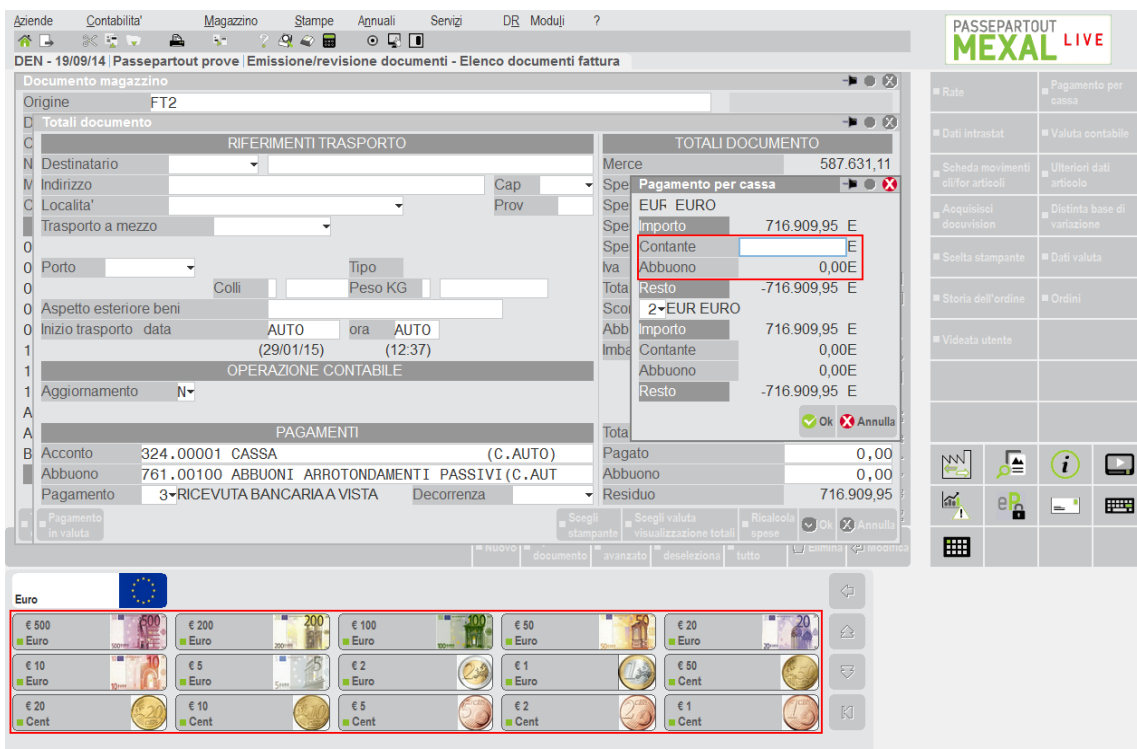 Aziende Contabilita' Magazzino Stampe Annuali Servizi DR Moduli ?
PASSEPARTOUT
MEXAL LIVE
DEN - 19/09/14 | Passepartout prove | Emissione/revisione documenti - Elenco documenti fattura
Documento magazzino
Origine FT2
Totali documento
RIFERIMENTI TRASPORTO
Destinatario
Indirizzo Cap
Localita' Prov
Trasporto a mezzo
Porto Tipo
Colli Peso KG
Aspetto esteriore beni
Inizio trasporto data AUTO ora AUTO
(29/01/15) (12:37)
OPERAZIONE CONTABILE
Aggiornamento N
PAGAMENTI
Acconto 324.00001 CASSA (C.AUTO)
Abbuono 761.00100 ABBUONI ARROTONDAMENTI PASSIVI(C.AUT
Pagamento 3 RICEVUTA BANCARIA A VISTA Decorrenza
TOTALI DOCUMENTO
Merce 587.631,11
Spe
Spe
Spe
Spe
Iva
Tota
Scor
Abb
Imba
Tota
Pagato 0,00
Abbuono 0,00
Residuo 716.909,95
Pagamento per cassa
EUR EURO
Importo 716.909,95 E
Contante E
Abbuono 0,00E
Resto -716.909,95 E
2 EUR EURO
Importo 716.909,95 E
Contante 0,00E
Abbuono 0,00E
Resto -716.909,95 E
Ok Annulla
Pagamento in valuta
Scegli stampante
Scegli valuta visualizzazione totali
Ricalcola spese
Ok Annulla
Nuovo documento avanzato deseleziona tutto Elimina Modifica
Rate
Pagamento per cassa
Dati intrastat
Valuta contabile
Scheda movimenti cli/for articoli
Ulteriori dati articolo
Acquisisci docuvision
Distinta base di variazione
Scelta stampante
Dati valuta
Storia dell'ordine
Ordini
Videata utente
Euro
€ 500 Euro
€ 200 Euro
€ 100 Euro
€ 50 Euro
€ 20 Euro
€ 10 Euro
€ 5 Euro
€ 2 Euro
€ 1 Euro
€ 50 Cent
€ 20 Cent
€ 10 Cent
€ 5 Cent
€ 2 Cent
€ 1 Cent